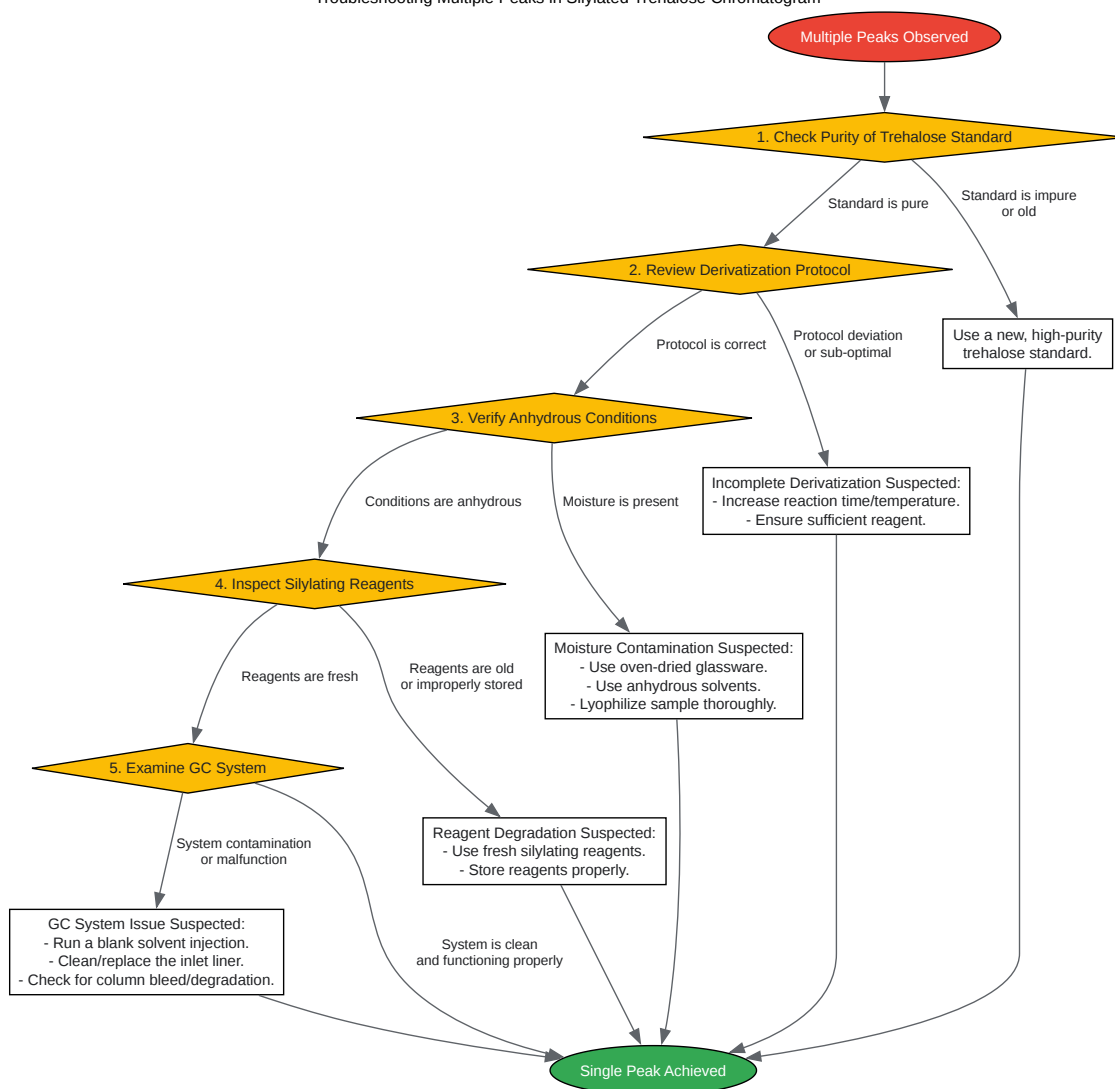 Troubleshooting Multiple Peaks in Silylated Trehalose Chromatogram
Multiple Peaks Observed
1. Check Purity of Trehalose Standard
Standard is pure
Standard is impure
or old
2. Review Derivatization Protocol
Use a new, high-purity
trehalose standard.
Protocol is correct
Protocol deviation
or sub-optimal
3. Verify Anhydrous Conditions
Incomplete Derivatization Suspected:
- Increase reaction time/temperature.
- Ensure sufficient reagent.
Conditions are anhydrous
Moisture is present
4. Inspect Silylating Reagents
Moisture Contamination Suspected:
- Use oven-dried glassware.
- Use anhydrous solvents.
- Lyophilize sample thoroughly.
Reagents are fresh
Reagents are old
or improperly stored
5. Examine GC System
Reagent Degradation Suspected:
- Use fresh silylating reagents.
- Store reagents properly.
System contamination
or malfunction
GC System Issue Suspected:
- Run a blank solvent injection.
- Clean/replace the inlet liner.
- Check for column bleed/degradation.
System is clean
and functioning properly
Single Peak Achieved